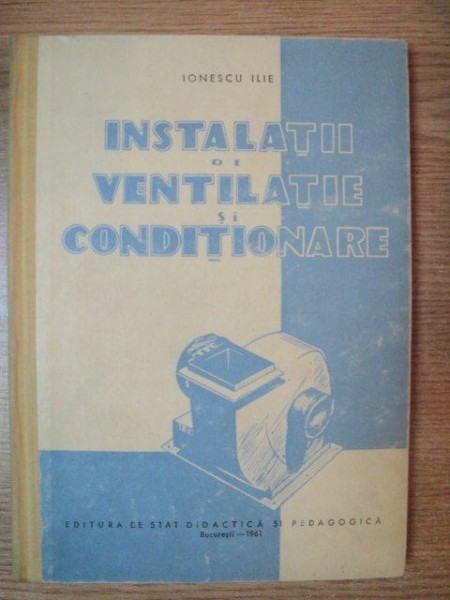 IONESCU ILIE
INSTALAȚII
DE
VENTILAȚIE
ȘI
CONDIȚIONARE
EDITURA DE STAT DIDACTICĂ ȘI PEDAGOGICĂ
București — 1961